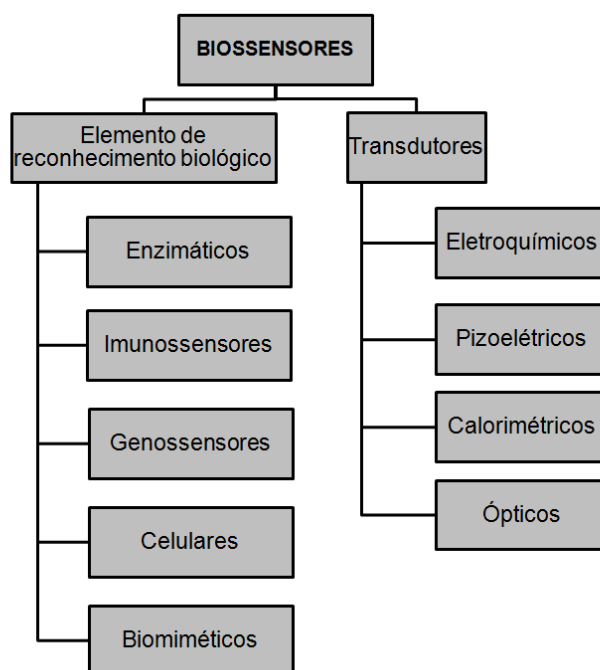 BIOSSENSORES
Elemento de
reconhecimento biológico
Enzimáticos
Imunossensores
Genossensores
Celulares
Biomiméticos
Transdutores
Eletroquímicos
Pizoelétricos
Calorimétricos
Ópticos